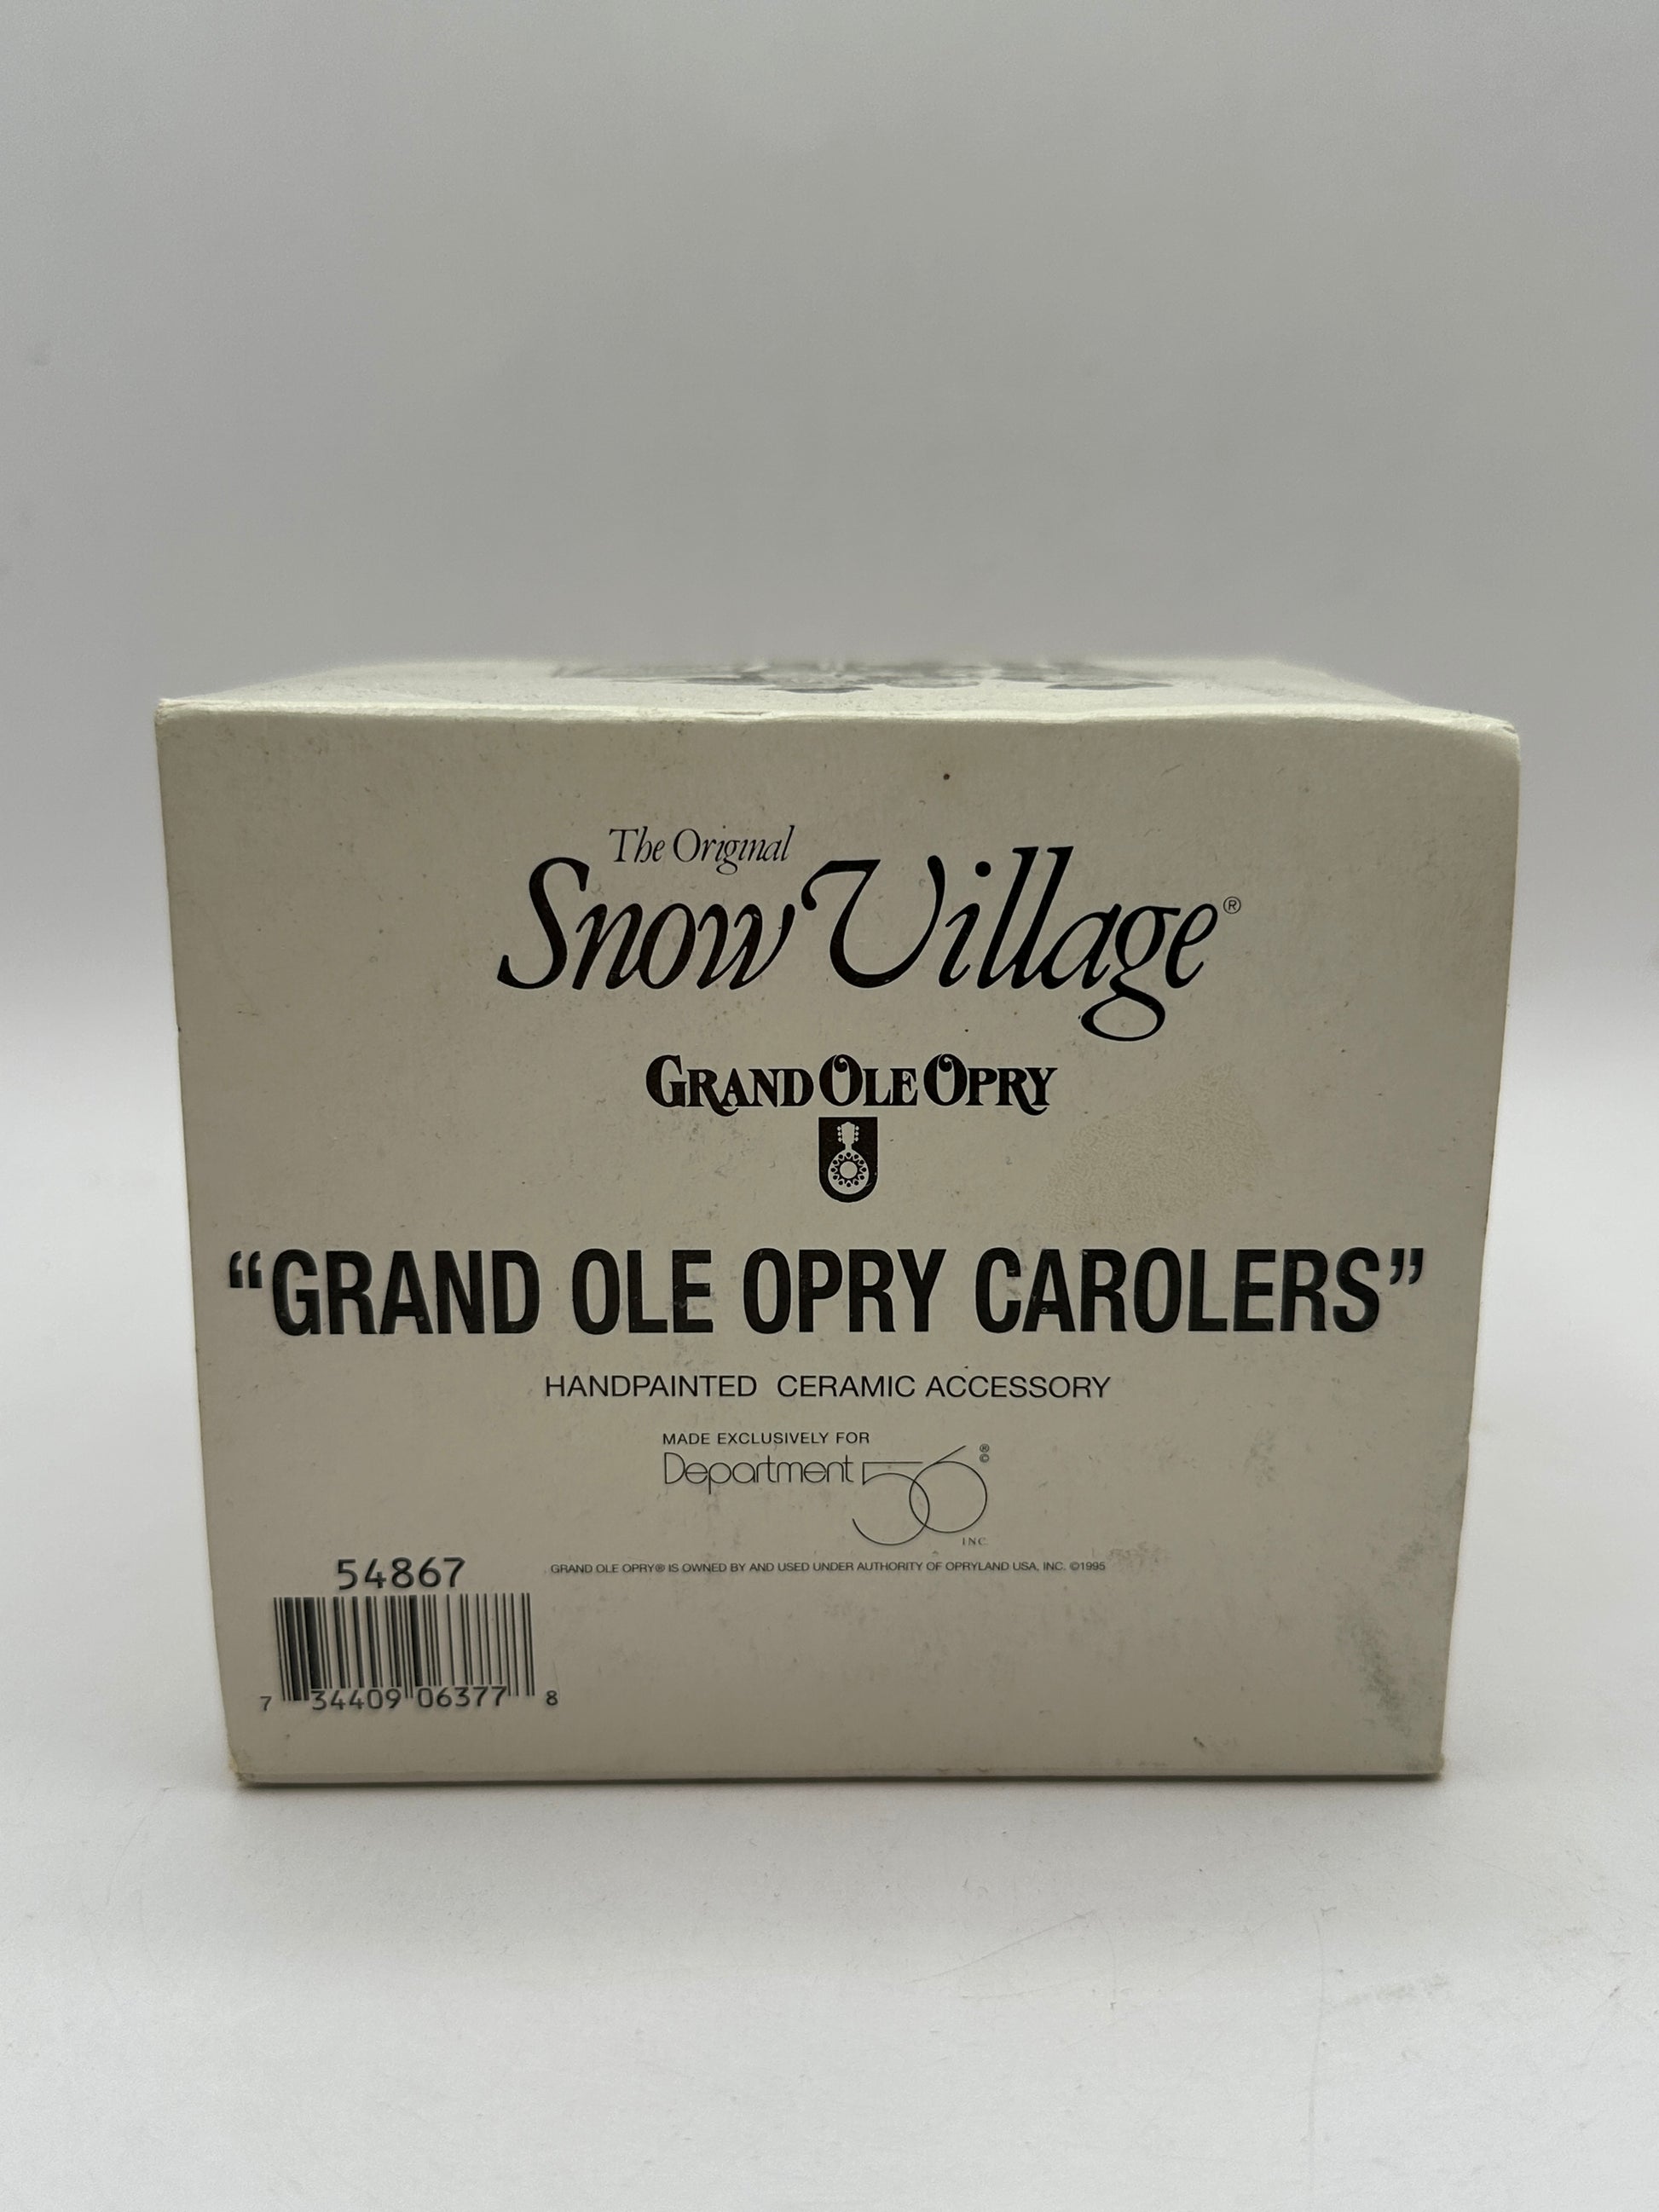 The Original
Snow Village®
GRAND OLE OPRY
“GRAND OLE OPRY CAROLERS”
HANDPAINTED CERAMIC ACCESSORY
MADE EXCLUSIVELY FOR
Department 56 ®©
INC
GRAND OLE OPRY® IS OWNED BY AND USED UNDER AUTHORITY OF OPRYLAND USA, INC. ©1995
54867
7 34409 06377 8